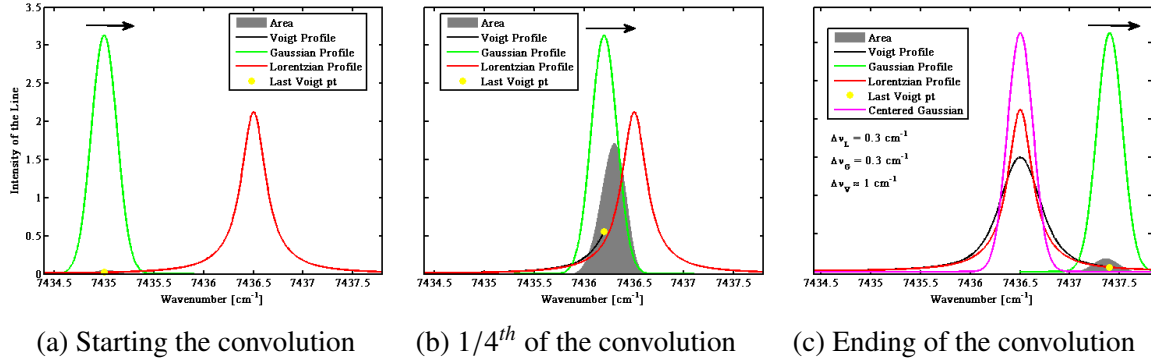 Intensity of the Line
3.5
3
2.5
2
1.5
1
0.5
0
Area
Voigt Profile
Gaussian Profile
Lorentzian Profile
Last Voigt pt
7434.5 7435 7435.5 7436 7436.5 7437 7437.5
Wavenumber [cm⁻¹]
(a) Starting the convolution
Area
Voigt Profile
Gaussian Profile
Lorentzian Profile
Last Voigt pt
7434.5 7435 7435.5 7436 7436.5 7437 7437.5
Wavenumber [cm⁻¹]
(b) 1/4ᵗʰ of the convolution
Area
Voigt Profile
Gaussian Profile
Lorentzian Profile
Last Voigt pt
Centered Gaussian
Δν_L = 0.3 cm⁻¹
Δν_G = 0.3 cm⁻¹
Δν_V ≈ 1 cm⁻¹
7434.5 7435 7435.5 7436 7436.5 7437 7437.5
Wavenumber [cm⁻¹]
(c) Ending of the convolution